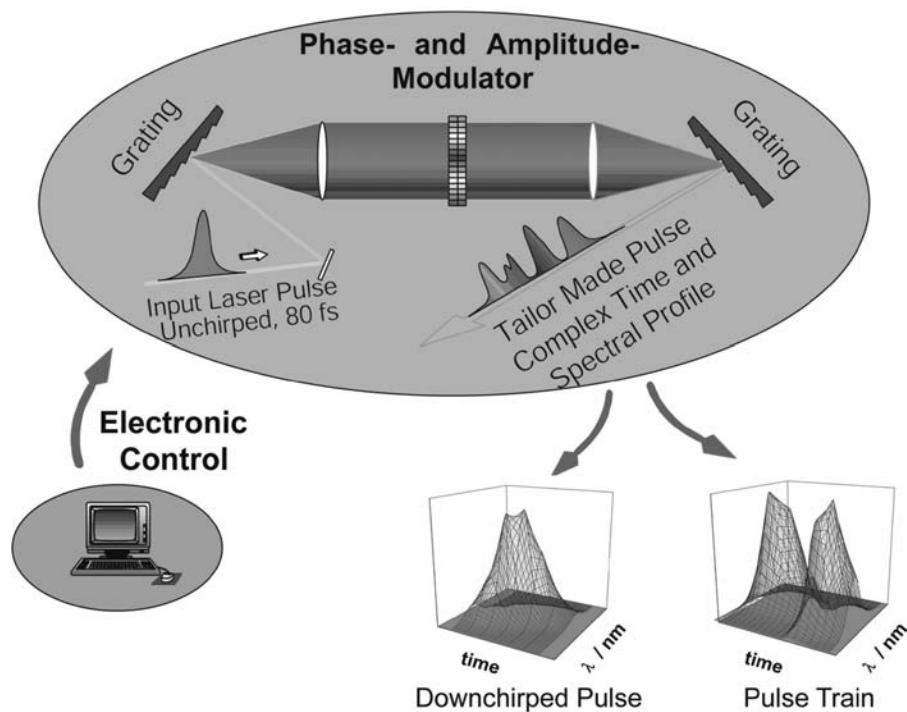 Phase- and Amplitude-
Modulator
Grating
Grating
Input Laser Pulse
Unchirped, 80 fs
Tailor Made Pulse
Complex Time and
Spectral Profile
Electronic
Control
time
λ / nm
Downchirped Pulse
time
λ / nm
Pulse Train